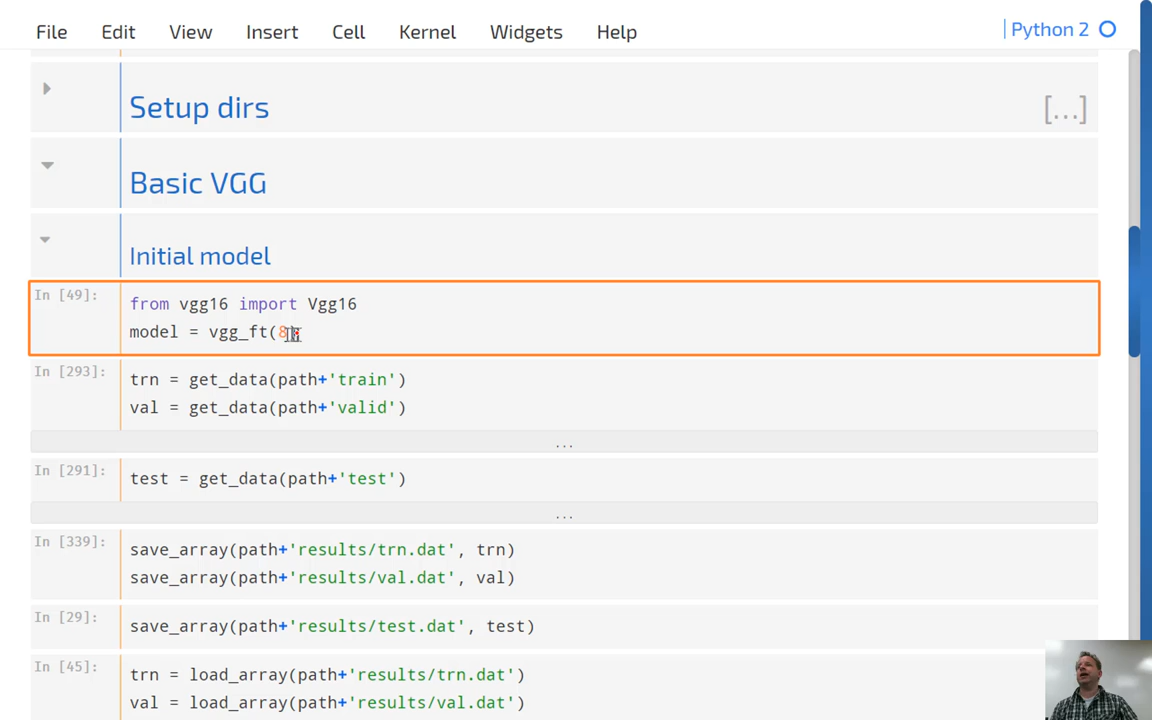 File Edit View Insert Cell Kernel Widgets Help Python 2
Setup dirs [...]
Basic VGG
Initial model
In [49]: from vgg16 import Vgg16
model = vgg_ft(8
In [293]: trn = get_data(path+'train')
val = get_data(path+'valid')
...
In [291]: test = get_data(path+'test')
...
In [339]: save_array(path+'results/trn.dat', trn)
save_array(path+'results/val.dat', val)
In [29]: save_array(path+'results/test.dat', test)
In [45]: trn = load_array(path+'results/trn.dat')
val = load_array(path+'results/val.dat')